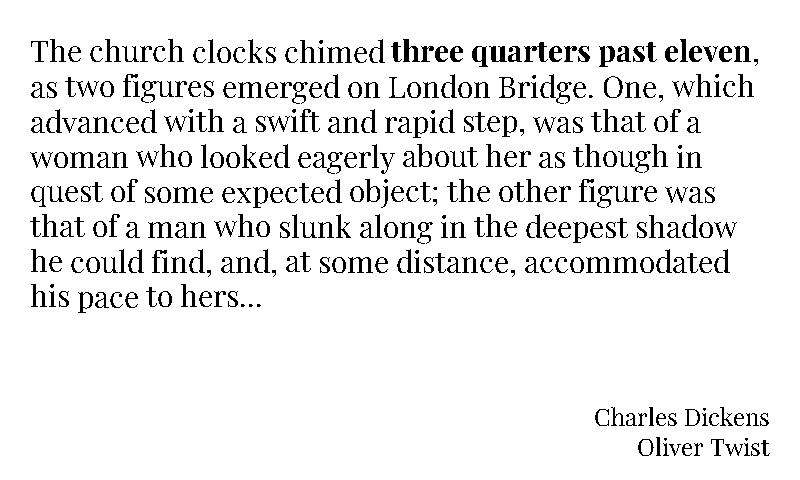 The church clocks chimed three quarters past eleven,
as two figures emerged on London Bridge. One, which
advanced with a swift and rapid step, was that of a
woman who looked eagerly about her as though in
quest of some expected object; the other figure was
that of a man who slunk along in the deepest shadow
he could find, and, at some distance, accommodated
his pace to hers...
Charles Dickens
Oliver Twist